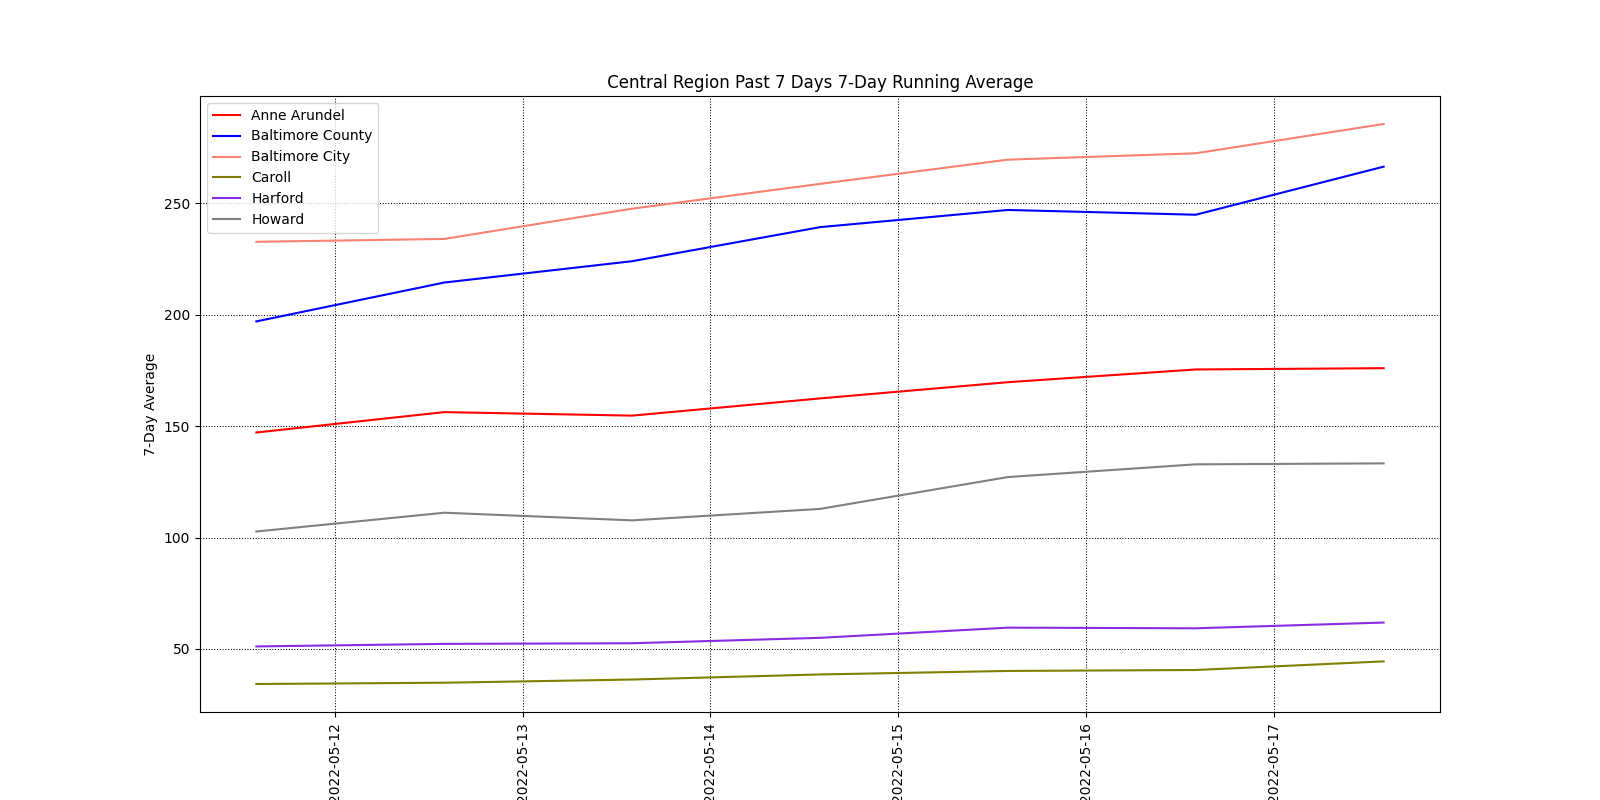 Central Region Past 7 Days 7-Day Running Average
Anne Arundel
Baltimore County
Baltimore City
Caroll
Harford
Howard
7-Day Average
250
200
150
100
50
2022-05-12
2022-05-13
2022-05-14
2022-05-15
2022-05-16
2022-05-17